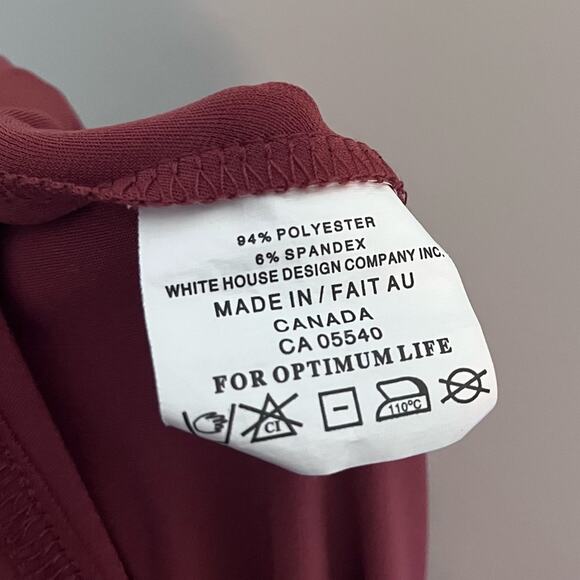 94% POLYESTER
6% SPANDEX
WHITE HOUSE DESIGN COMPANY INC.
MADE IN / FAIT AU
CANADA
CA 05540
FOR OPTIMUM LIFE
CI
110°C